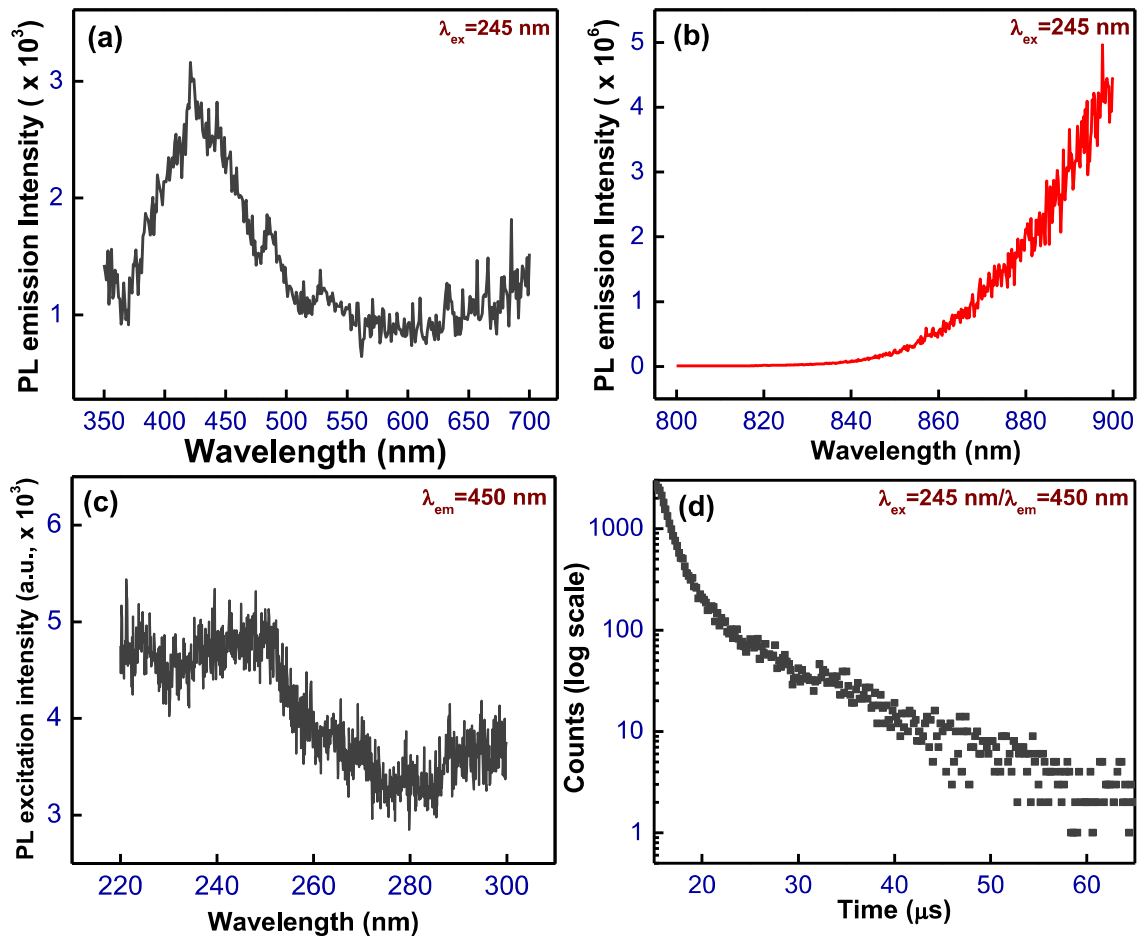 (a)
λex=245 nm
PL emission Intensity ( x 10³)
3
2
1
350 400 450 500 550 600 650 700
Wavelength (nm)
(b)
λex=245 nm
PL emission Intensity ( x 10⁶)
5
4
3
2
1
0
800 820 840 860 880 900
Wavelength (nm)
(c)
λem=450 nm
PL excitation intensity (a.u., x 10³)
6
5
4
3
220 240 260 280 300
Wavelength (nm)
(d)
λex=245 nm/λem=450 nm
Counts (log scale)
1000
100
10
1
20 30 40 50 60
Time (μs)